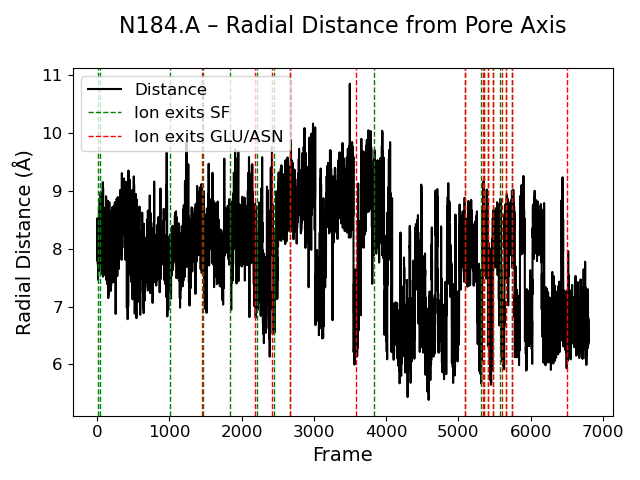 N184.A – Radial Distance from Pore Axis
Distance
Ion exits SF
Ion exits GLU/ASN
Radial Distance (Å)
11
10
9
8
7
6
0 1000 2000 3000 4000 5000 6000 7000
Frame